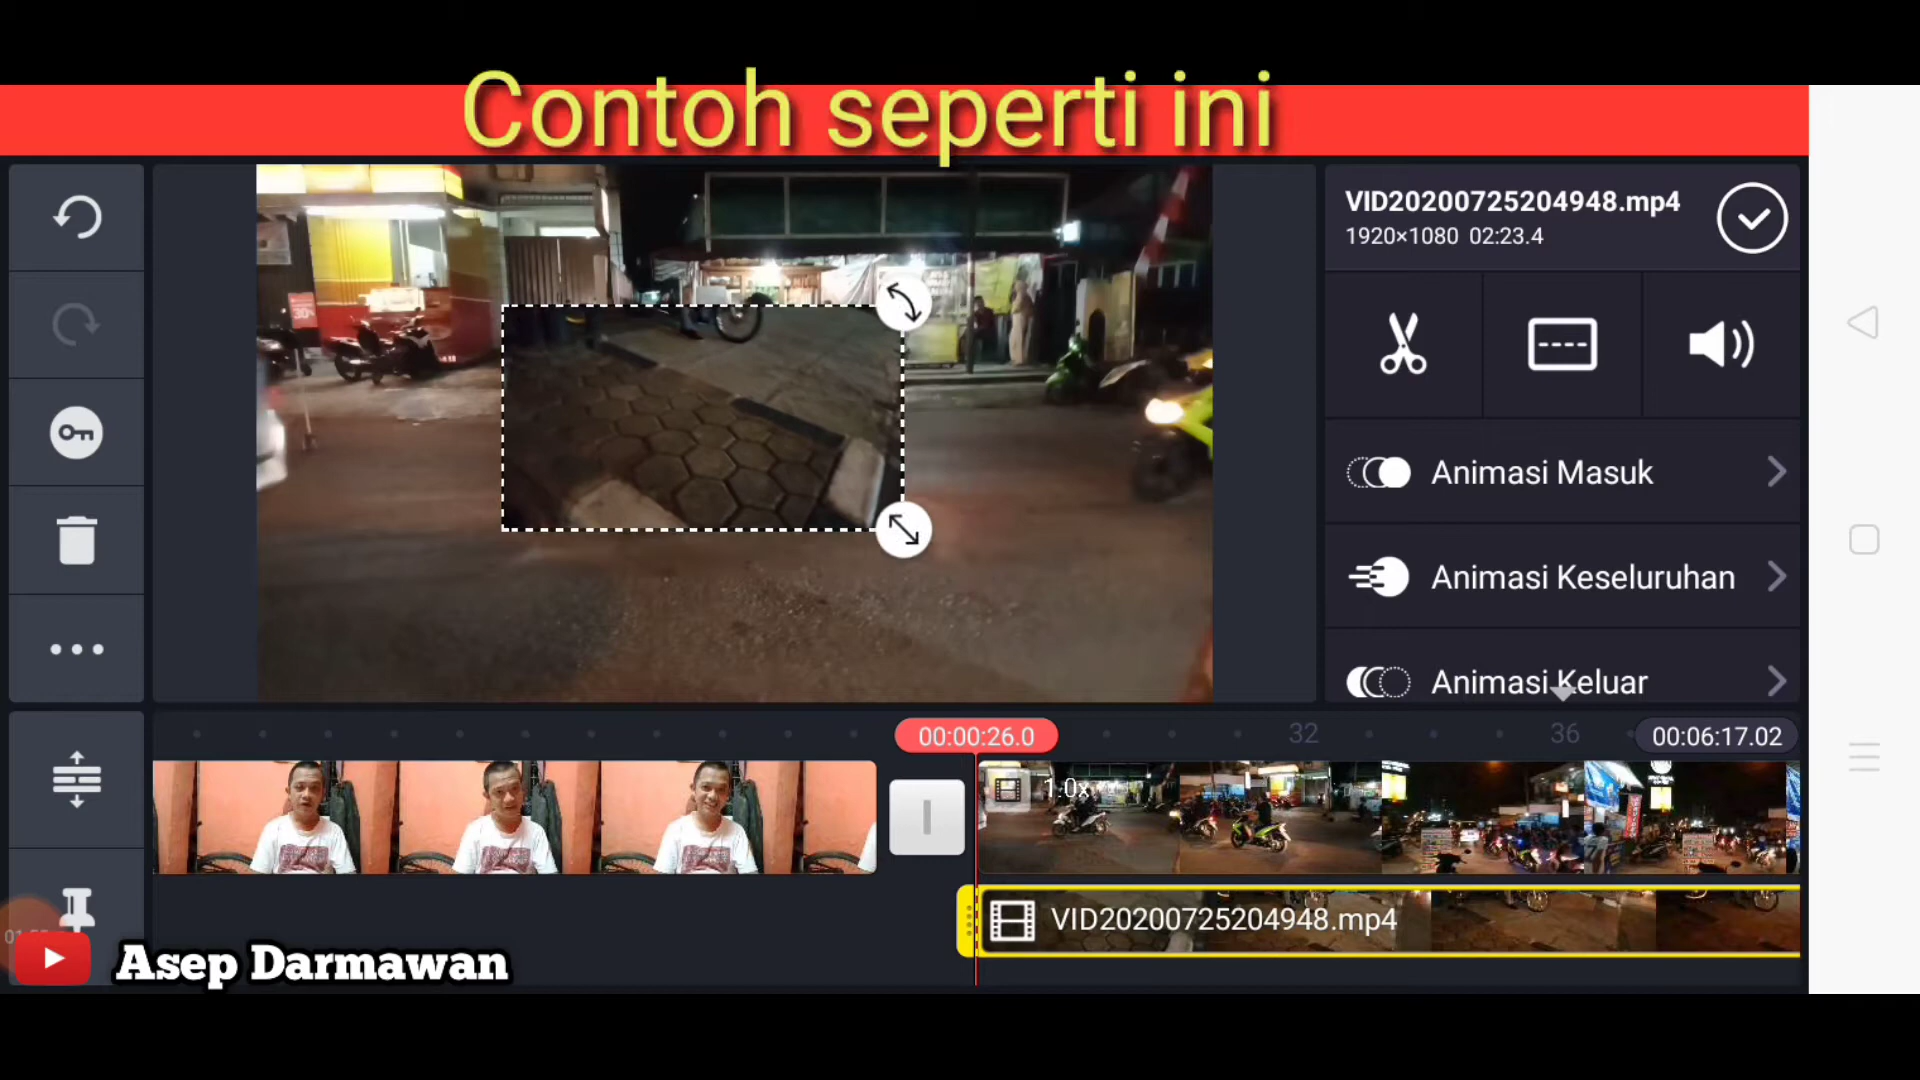 Contoh seperti ini
VID20200725204948.mp4
1920×1080 02:23.4
Animasi Masuk
Animasi Keseluruhan
Animasi Keluar
00:00:26.0
32
36
00:06:17.02
1.0x
VID20200725204948.mp4
Asep Darmawan
30%